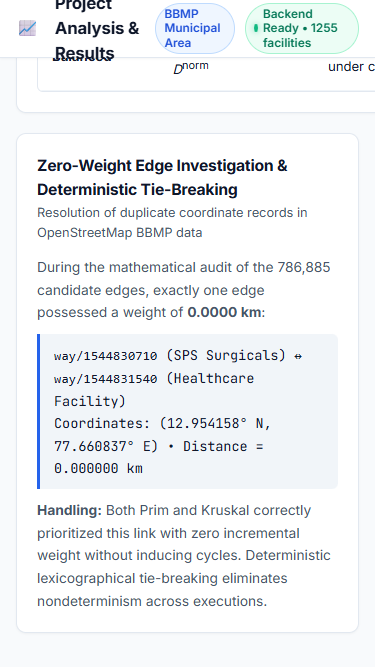 Project
Analysis &
Results
BBMP
Municipal
Area
Backend
Ready • 1255
facilities
D norm
under c
Zero-Weight Edge Investigation &
Deterministic Tie-Breaking
Resolution of duplicate coordinate records in
OpenStreetMap BBMP data
During the mathematical audit of the 786,885
candidate edges, exactly one edge
possessed a weight of 0.0000 km:
way/1544830710 (SPS Surgicals) ↔
way/1544831540 (Healthcare
Facility)
Coordinates: (12.954158° N,
77.660837° E) • Distance =
0.000000 km
Handling: Both Prim and Kruskal correctly
prioritized this link with zero incremental
weight without inducing cycles. Deterministic
lexicographical tie-breaking eliminates
nondeterminism across executions.